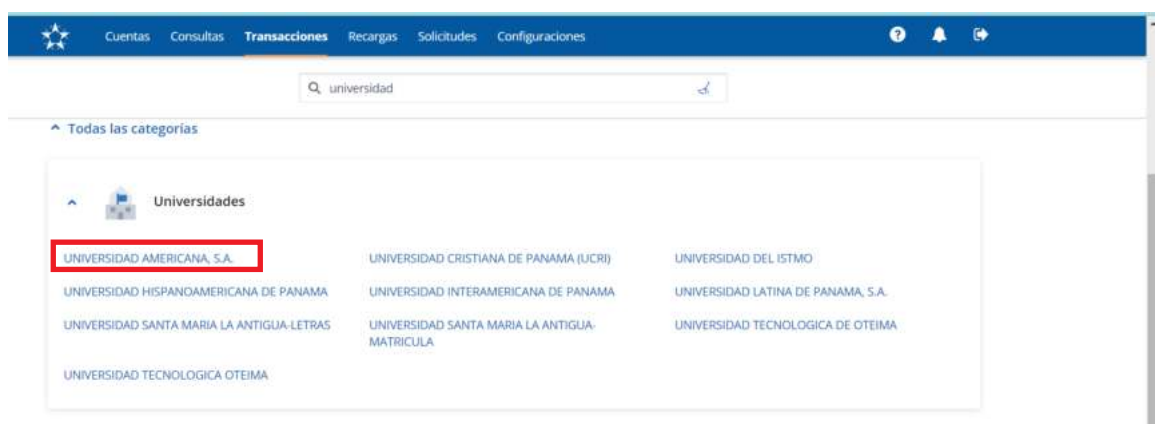 Cuentas Consultas Transacciones Recargas Solicitudes Configuraciones
universidad
Todas las categorías
Universidades
UNIVERSIDAD AMERICANA, S.A. UNIVERSIDAD CRISTIANA DE PANAMA (UCRI) UNIVERSIDAD DEL ISTMO
UNIVERSIDAD HISPANOAMERICANA DE PANAMA UNIVERSIDAD INTERAMERICANA DE PANAMA UNIVERSIDAD LATINA DE PANAMA, S.A.
UNIVERSIDAD SANTA MARIA LA ANTIGUA-LETRAS UNIVERSIDAD SANTA MARIA LA ANTIGUA- UNIVERSIDAD TECNOLOGICA DE OTEIMA
MATRICULA
UNIVERSIDAD TECNOLOGICA OTEIMA